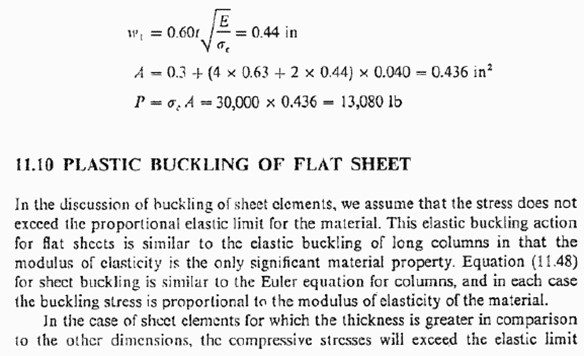 w₁ = 0.60t √(E/σc) = 0.44 in
A = 0.3 + (4 × 0.63 + 2 × 0.44) × 0.040 = 0.436 in²
P = σc A = 30,000 × 0.436 = 13,080 lb
11.10 PLASTIC BUCKLING OF FLAT SHEET
In the discussion of buckling of sheet elements, we assume that the stress does not
exceed the proportional elastic limit for the material. This elastic buckling action
for flat sheets is similar to the elastic buckling of long columns in that the
modulus of elasticity is the only significant material property. Equation (11.48)
for sheet buckling is similar to the Euler equation for columns, and in each case
the buckling stress is proportional to the modulus of elasticity of the material.
In the case of sheet elements for which the thickness is greater in comparison
to the other dimensions, the compressive stresses will exceed the elastic limit